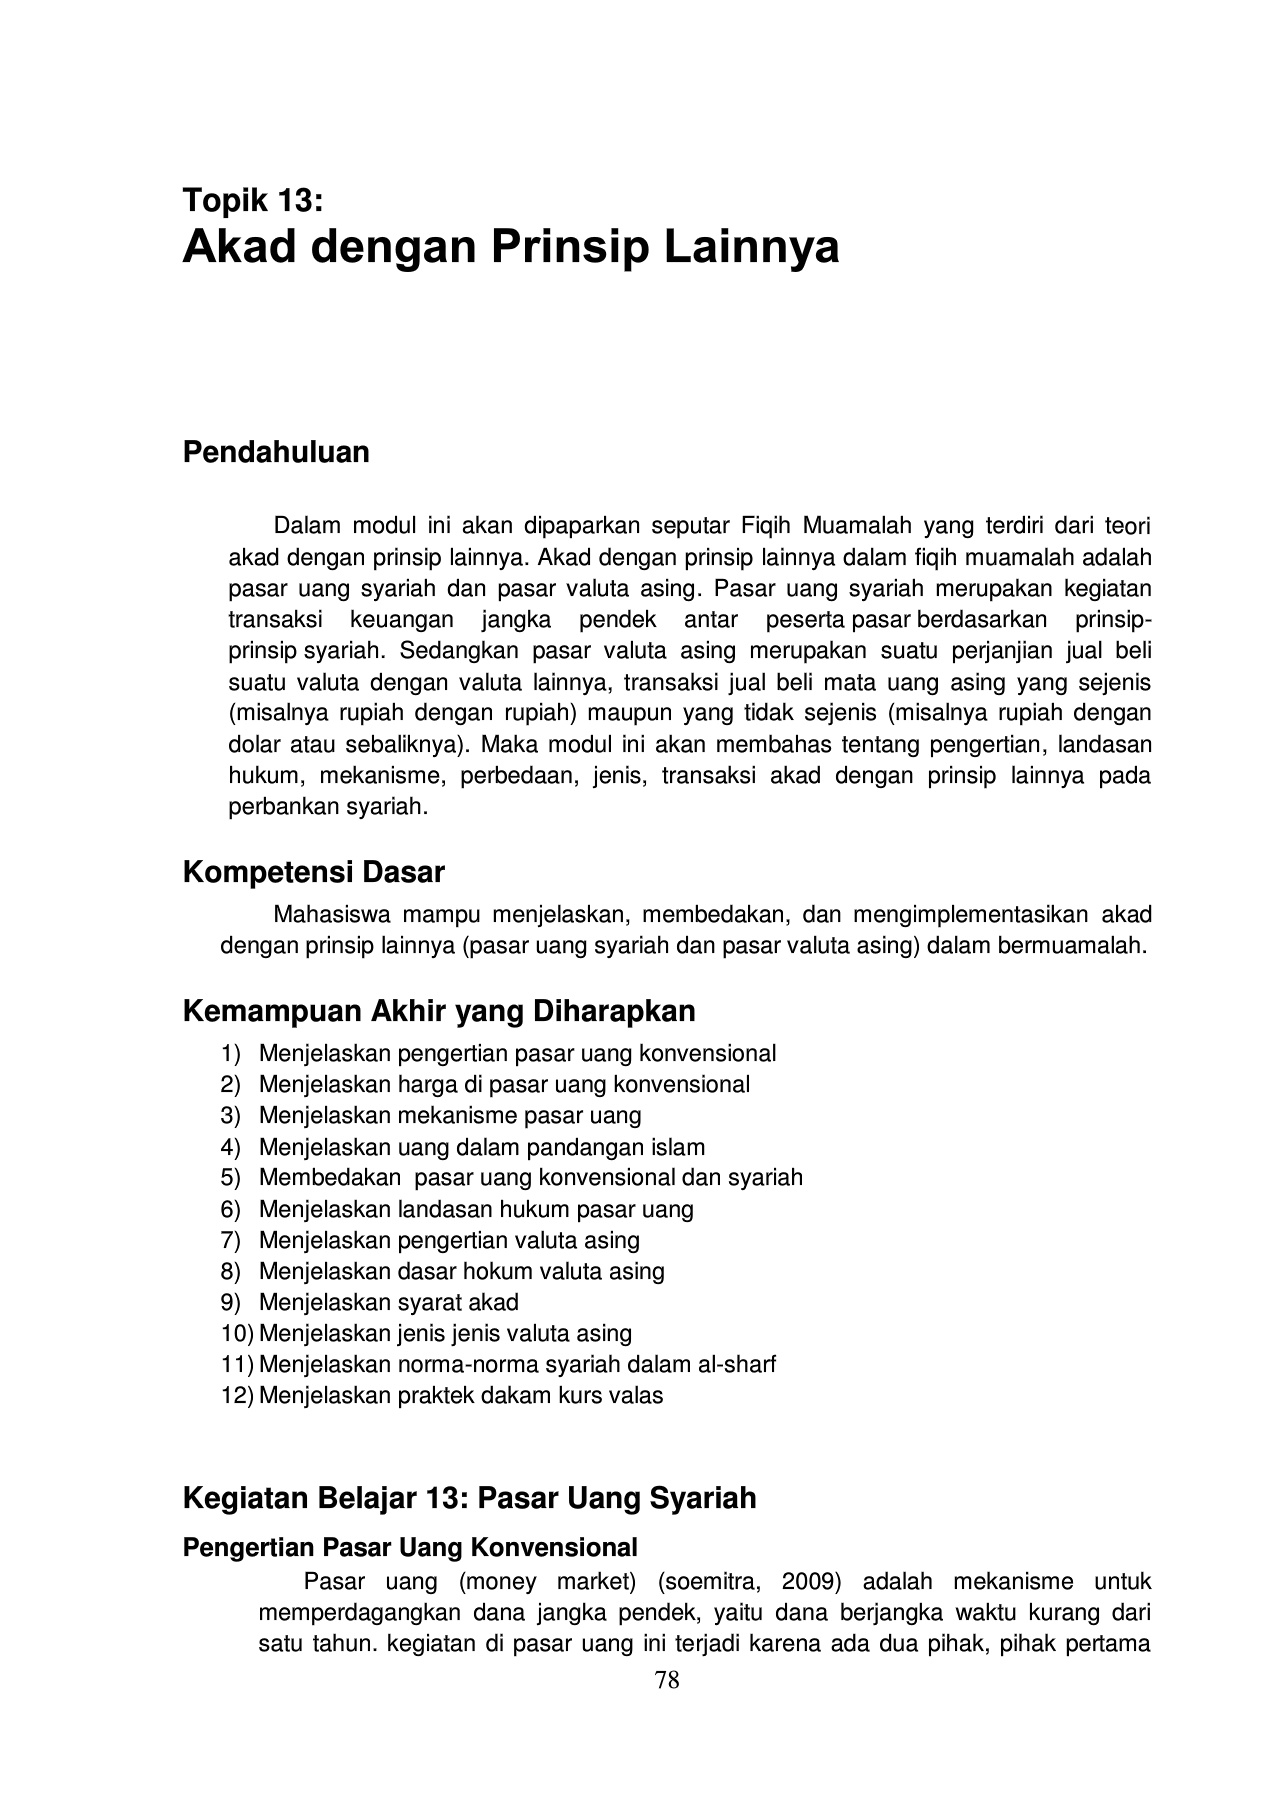 Topik 13:
Akad dengan Prinsip Lainnya
Pendahuluan
Dalam modul ini akan dipaparkan seputar Fiqih Muamalah yang terdiri dari teori
akad dengan prinsip lainnya. Akad dengan prinsip lainnya dalam fiqih muamalah adalah
pasar uang syariah dan pasar valuta asing. Pasar uang syariah merupakan kegiatan
transaksi keuangan jangka pendek antar peserta pasar berdasarkan prinsip-
prinsip syariah. Sedangkan pasar valuta asing merupakan suatu perjanjian jual beli
suatu valuta dengan valuta lainnya, transaksi jual beli mata uang asing yang sejenis
(misalnya rupiah dengan rupiah) maupun yang tidak sejenis (misalnya rupiah dengan
dolar atau sebaliknya). Maka modul ini akan membahas tentang pengertian, landasan
hukum, mekanisme, perbedaan, jenis, transaksi akad dengan prinsip lainnya pada
perbankan syariah.
Kompetensi Dasar
Mahasiswa mampu menjelaskan, membedakan, dan mengimplementasikan akad
dengan prinsip lainnya (pasar uang syariah dan pasar valuta asing) dalam bermuamalah.
Kemampuan Akhir yang Diharapkan
1) Menjelaskan pengertian pasar uang konvensional
2) Menjelaskan harga di pasar uang konvensional
3) Menjelaskan mekanisme pasar uang
4) Menjelaskan uang dalam pandangan islam
5) Membedakan pasar uang konvensional dan syariah
6) Menjelaskan landasan hukum pasar uang
7) Menjelaskan pengertian valuta asing
8) Menjelaskan dasar hokum valuta asing
9) Menjelaskan syarat akad
10) Menjelaskan jenis jenis valuta asing
11) Menjelaskan norma-norma syariah dalam al-sharf
12) Menjelaskan praktek dakam kurs valas
Kegiatan Belajar 13: Pasar Uang Syariah
Pengertian Pasar Uang Konvensional
Pasar uang (money market) (soemitra, 2009) adalah mekanisme untuk
memperdagangkan dana jangka pendek, yaitu dana berjangka waktu kurang dari
satu tahun. kegiatan di pasar uang ini terjadi karena ada dua pihak, pihak pertama
78